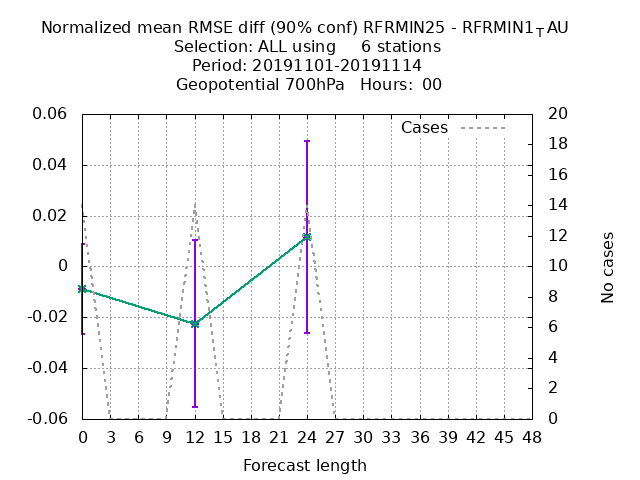 Normalized mean RMSE diff (90% conf) RFRMIN25 - RFRMIN1TAU
Selection: ALL using 6 stations
Period: 20191101-20191114
Geopotential 700hPa Hours: 00
Cases
0.06
0.04
0.02
0
-0.02
-0.04
-0.06
20
18
16
14
12
10
8
6
4
2
0
No cases
0 3 6 9 12 15 18 21 24 27 30 33 36 39 42 45 48
Forecast length